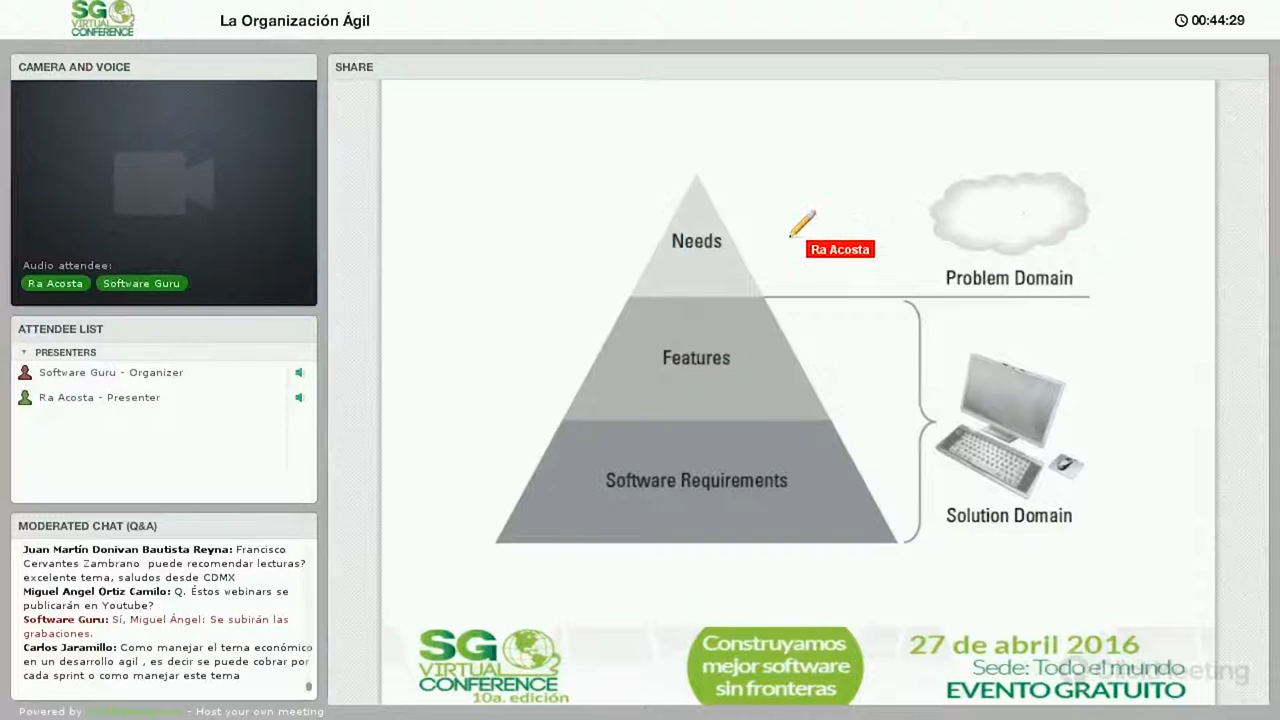 SG
VIRTUAL
CONFERENCE
La Organización Ágil
00:44:29
CAMERA AND VOICE
Audio attendee:
Ra Acosta
Software Guru
ATTENDEE LIST
PRESENTERS
Software Guru - Organizer
Ra Acosta - Presenter
MODERATED CHAT (Q&A)
Juan Martín Donivan Bautista Reyna: Francisco
Cervantes Zambrano puede recomendar lecturas?
excelente tema, saludos desde CDMX
Miguel Angel Ortiz Camilo: Q. Éstos webinars se
publicarán en Youtube?
Software Guru: Sí, Miguel Ángel: Se subirán las
grabaciones.
Carlos Jaramillo: Como manejar el tema económico
en un desarrollo agil , es decir se puede cobrar por
cada sprint o como manejar este tema
Powered by
- Host your own meeting
SHARE
Needs
Ra Acosta
Problem Domain
Features
Software Requirements
Solution Domain
SG
VIRTUAL
CONFERENCE
10a. edición
Construyamos
mejor software
sin fronteras
27 de abril 2016
Sede: Todo el mundo
EVENTO GRATUITO